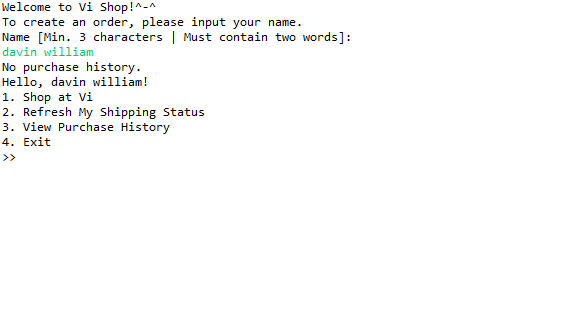 Welcome to Vi Shop!^-^
To create an order, please input your name.
Name [Min. 3 characters | Must contain two words]:
davin william
No purchase history.
Hello, davin william!
1. Shop at Vi
2. Refresh My Shipping Status
3. View Purchase History
4. Exit
>>